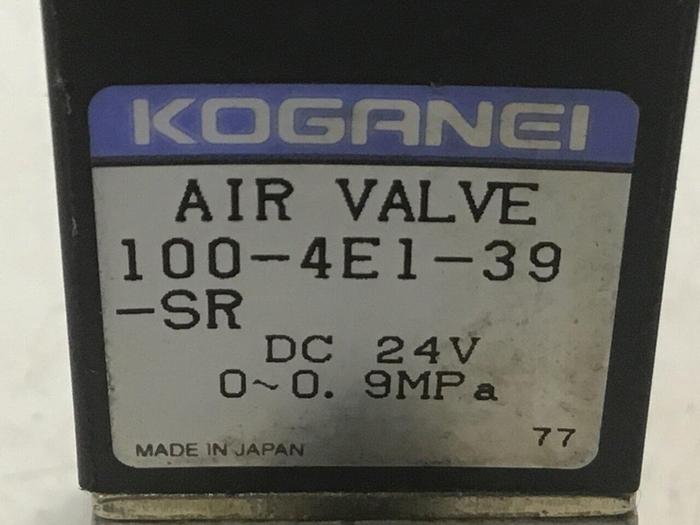 KOGANEI
AIR VALVE
100-4E1-39
-SR
DC 24V
0~0.9MPa
77
MADE IN JAPAN